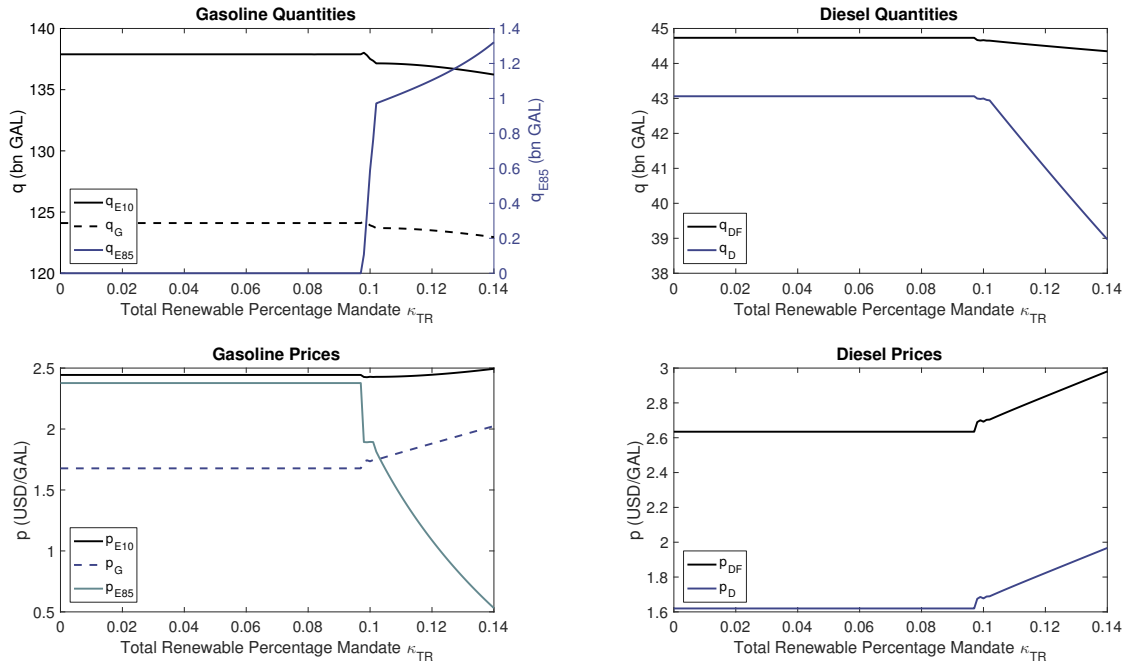 Gasoline Quantities
140
135
130
125
120
q (bn GAL)
1.4
1.2
1
0.8
0.6
0.4
0.2
0
q_E85 (bn GAL)
q_E10
q_G
q_E85
0 0.02 0.04 0.06 0.08 0.1 0.12 0.14
Total Renewable Percentage Mandate κ_TR
Diesel Quantities
45
44
43
42
41
40
39
38
q (bn GAL)
q_DF
q_D
0 0.02 0.04 0.06 0.08 0.1 0.12 0.14
Total Renewable Percentage Mandate κ_TR
Gasoline Prices
2.5
2
1.5
1
0.5
p (USD/GAL)
p_E10
p_G
p_E85
0 0.02 0.04 0.06 0.08 0.1 0.12 0.14
Total Renewable Percentage Mandate κ_TR
Diesel Prices
3
2.8
2.6
2.4
2.2
2
1.8
1.6
p (USD/GAL)
p_DF
p_D
0 0.02 0.04 0.06 0.08 0.1 0.12 0.14
Total Renewable Percentage Mandate κ_TR